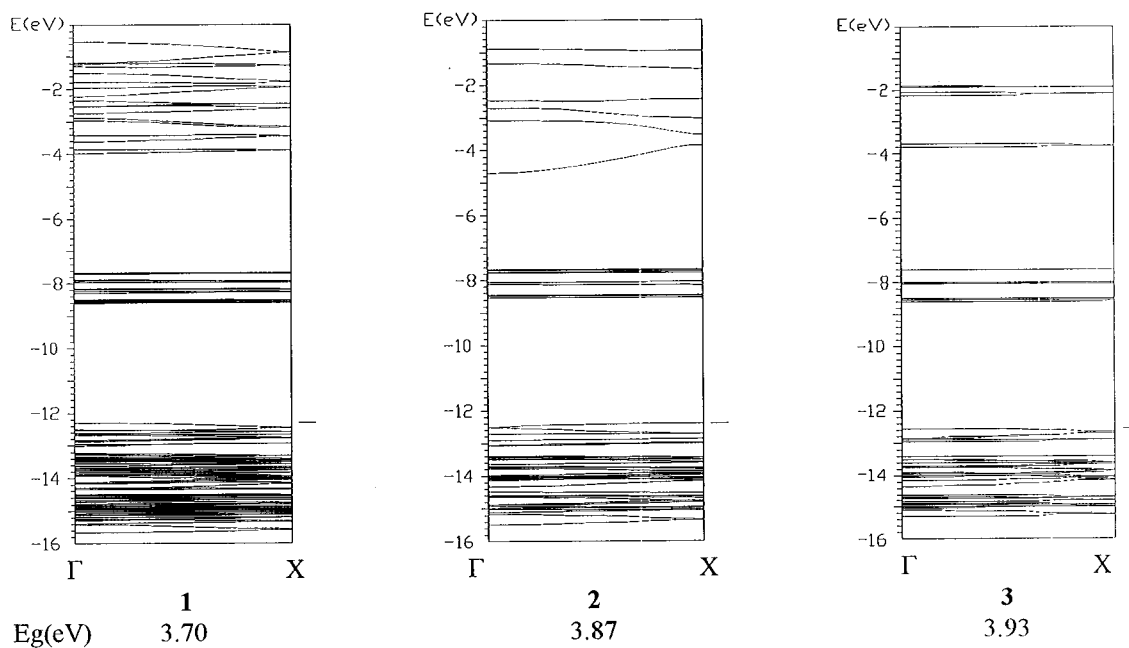 E(eV) E(eV) E(eV)
-2 -2 -2
-4 -4 -4
-6 -6 -6
-8 -8 -8
-10 -10 -10
-12 -12 -12
-14 -14 -14
-16 -16 -16
Γ X Γ X Γ X
1 2 3
Eg(eV) 3.70 3.87 3.93